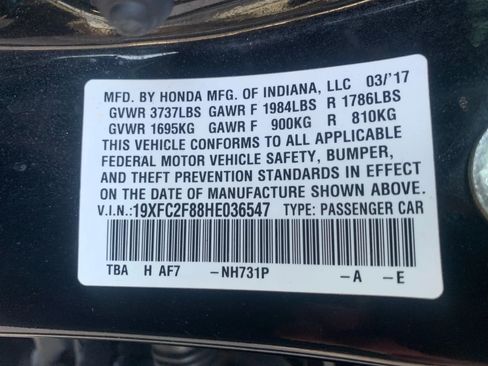 MFD. BY HONDA MFG. OF INDIANA, LLC 03/'17
GVWR 3737LBS GAWR F 1984LBS R 1786LBS
GVWR 1695KG GAWR F 900KG R 810KG
THIS VEHICLE CONFORMS TO ALL APPLICABLE
FEDERAL MOTOR VEHICLE SAFETY, BUMPER,
AND THEFT PREVENTION STANDARDS IN EFFECT
ON THE DATE OF MANUFACTURE SHOWN ABOVE.
V.I.N.:19XFC2F88HE036547 TYPE: PASSENGER CAR
TBA H AF7 -NH731P -A -E